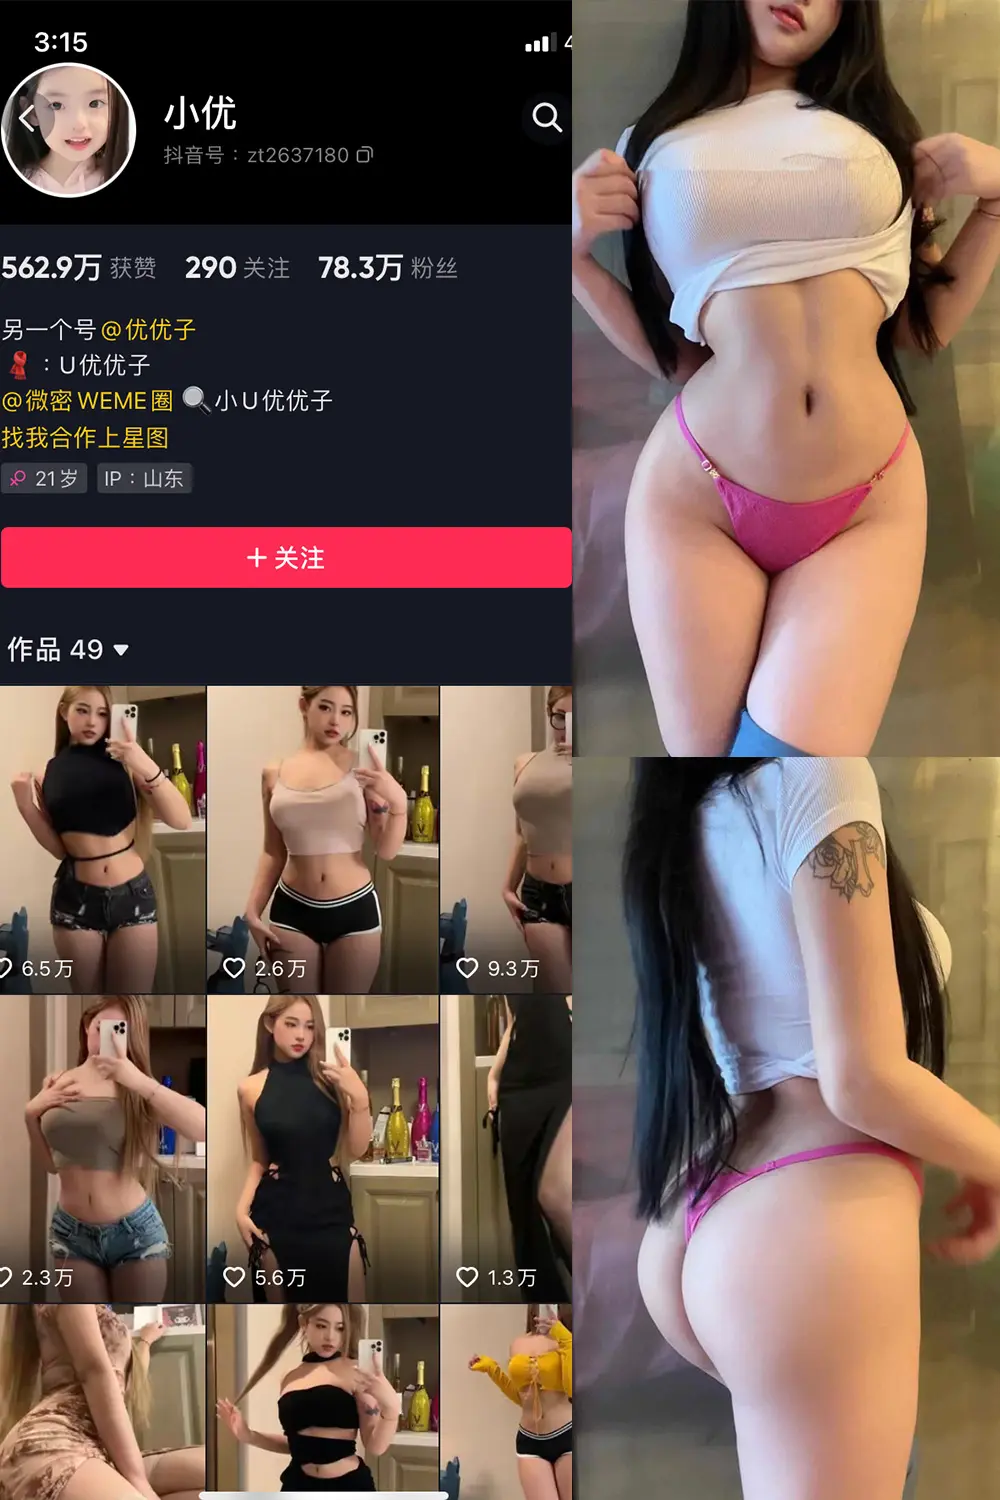 3:15
小优
抖音号：zt2637180
562.9万 获赞 290 关注 78.3万 粉丝
另一个号@优优子
：U优优子
@微密WEME圈 小U优优子
找我合作上星图
21岁 IP：山东
+ 关注
作品 49
6.5万 2.6万 9.3万
2.3万 5.6万 1.3万